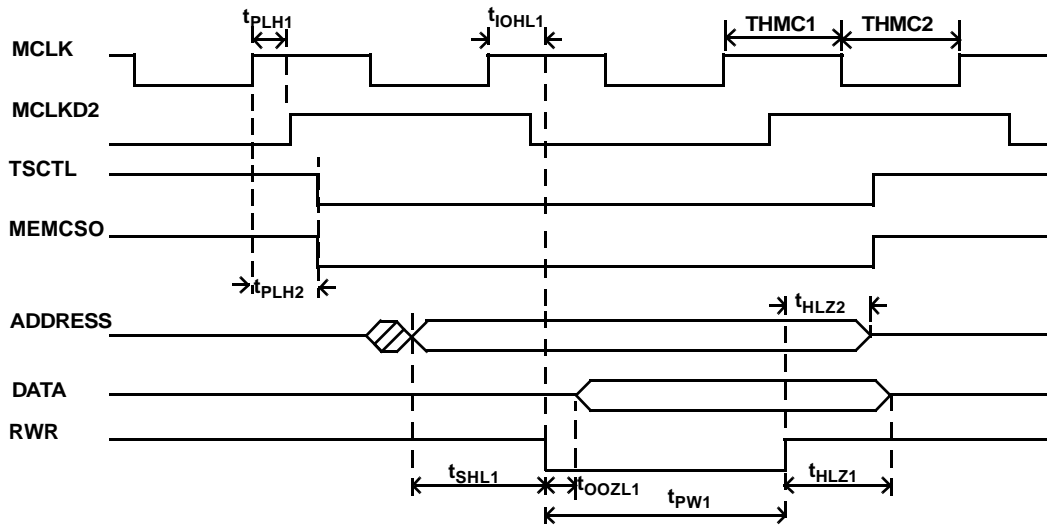 tPLH1
tIOHL1
THMC1
THMC2
MCLK
MCLKD2
TSCTL
MEMCSO
tPLH2
tHLZ2
ADDRESS
DATA
RWR
tSHL1
tOOZL1
tHLZ1
tPW1